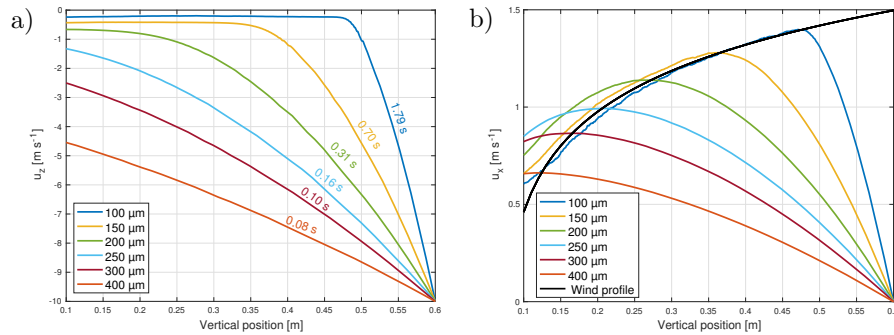 a)
0
-1
-2
-3
-4
-5
-6
-7
-8
-9
-10
u_z [m s⁻¹]
1.79 s
0.70 s
0.31 s
0.16 s
0.10 s
0.08 s
100 µm
150 µm
200 µm
250 µm
300 µm
400 µm
0.1 0.15 0.2 0.25 0.3 0.35 0.4 0.45 0.5 0.55 0.6
Vertical position [m]
b)
1.5
1
0.5
0
u_x [m s⁻¹]
100 µm
150 µm
200 µm
250 µm
300 µm
400 µm
Wind profile
0.1 0.15 0.2 0.25 0.3 0.35 0.4 0.45 0.5 0.55 0.6
Vertical position [m]